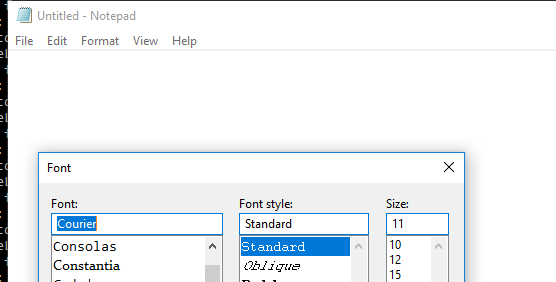 Untitled - Notepad
File Edit Format View Help
Font
Font: Font style: Size:
Courier Standard 11
Consolas Standard 10
Constantia Oblique 12
15